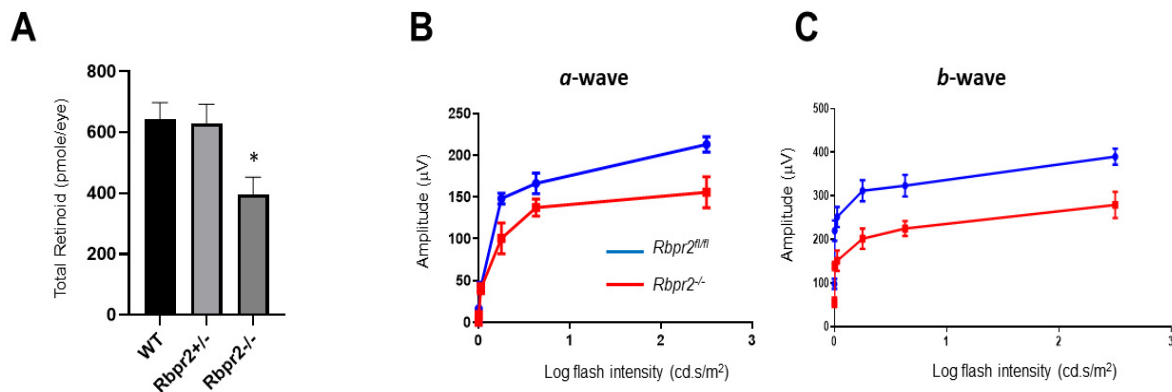 A
800
600
400
200
0
Total Retinoid (pmole/eye)
*
WT
Rbpr2+/-
Rbpr2-/-
B
a-wave
250
200
150
100
50
0
Amplitude (µV)
Rbpr2fl/fl
Rbpr2-/-
0
1
2
3
Log flash intensity (cd.s/m2)
C
b-wave
500
400
300
200
100
0
Amplitude (µV)
0
1
2
3
Log flash intensity (cd.s/m2)